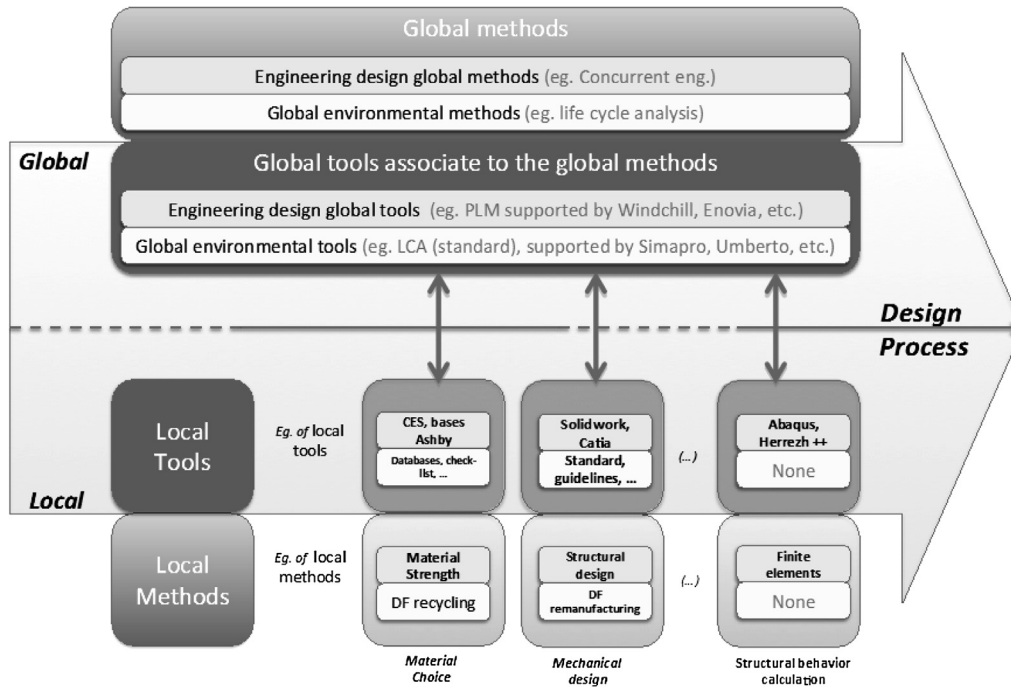 Global methods
Engineering design global methods (eg. Concurrent eng.)
Global environmental methods (eg. life cycle analysis)
Global
Global tools associate to the global methods
Engineering design global tools (eg. PLM supported by Windchill, Enovia, etc.)
Global environmental tools (eg. LCA (standard), supported by Simapro, Umberto, etc.)
Design
Process
Local
Tools
Eg. of local
tools
CES, bases
Ashby
Databases, check-
list, ...
Solidwork,
Catia
Standard,
guidelines, ...
(...)
Abaqus,
Herrezh ++
None
Local
Local
Methods
Eg. of local
methods
Material
Strength
DF recycling
Structural
design
DF
remanufacturing
(...)
Finite
elements
None
Material
Choice
Mechanical
design
Structural behavior
calculation